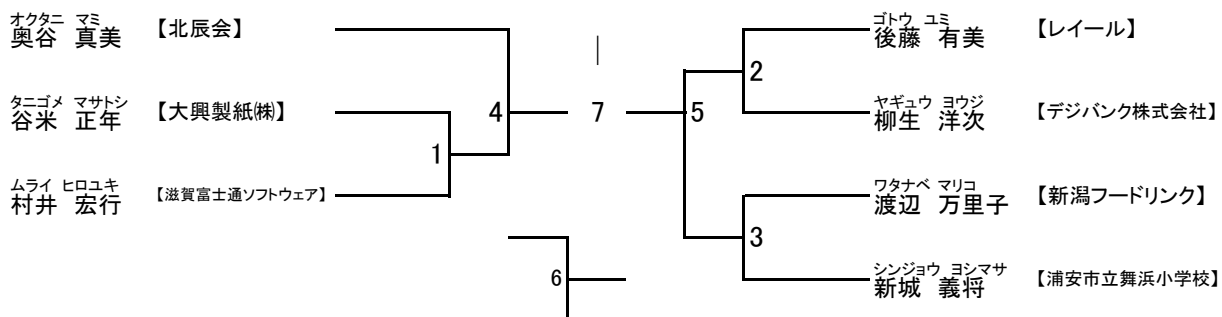 オクタニ マミ
奥谷 真美 【北辰会】
タニゴメ マサトシ
谷米 正年 【大興製紙㈱】
ムライ ヒロユキ
村井 宏行 【滋賀富士通ソフトウェア】
1
4
7
6
5
2
3
ゴトウ ユミ
後藤 有美 【レイール】
ヤギュウ ヨウジ
柳生 洋次 【デジバンク株式会社】
ワタナベ マリコ
渡辺 万里子 【新潟フードリンク】
シンジョウ ヨシマサ
新城 義将 【浦安市立舞浜小学校】